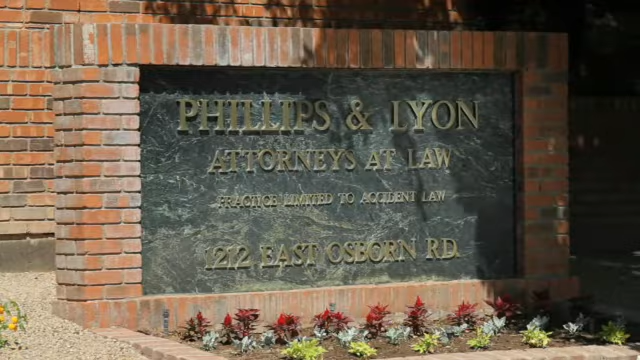 PHILLIPS & LYON
ATTORNEYS AT LAW
PRACTICE LIMITED TO ACCIDENT LAW
1212 EAST OSBORN RD.